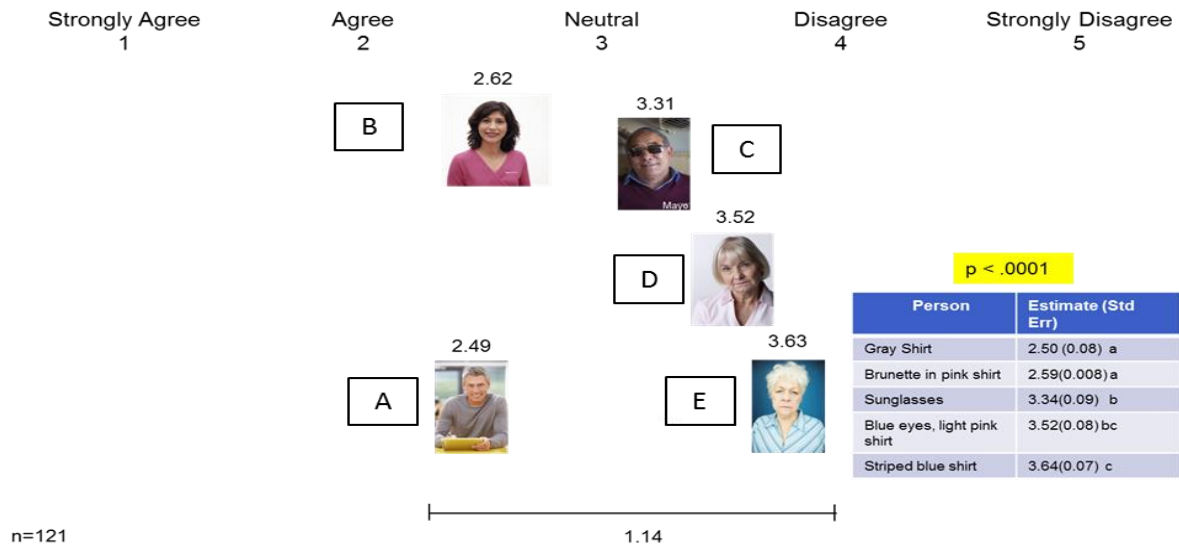 Strongly Agree Agree Neutral Disagree Strongly Disagree
1 2 3 4 5
2.62
B
3.31
C
Mayo
3.52
D
p < .0001
Person Estimate (Std
Err)
Gray Shirt 2.50 (0.08) a
Brunette in pink shirt 2.59(0.008) a
Sunglasses 3.34(0.09) b
Blue eyes, light pink
shirt 3.52(0.08) bc
Striped blue shirt 3.64(0.07) c
2.49
A
3.63
E
1.14
n=121